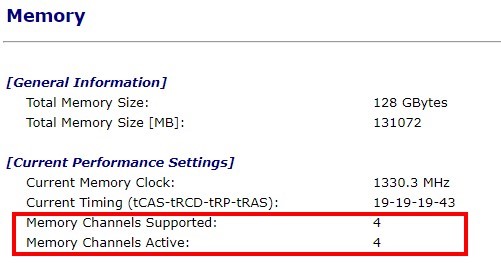 Memory
[General Information]
Total Memory Size: 128 GBytes
Total Memory Size [MB]: 131072
[Current Performance Settings]
Current Memory Clock: 1330.3 MHz
Current Timing (tCAS-tRCD-tRP-tRAS): 19-19-19-43
Memory Channels Supported: 4
Memory Channels Active: 4